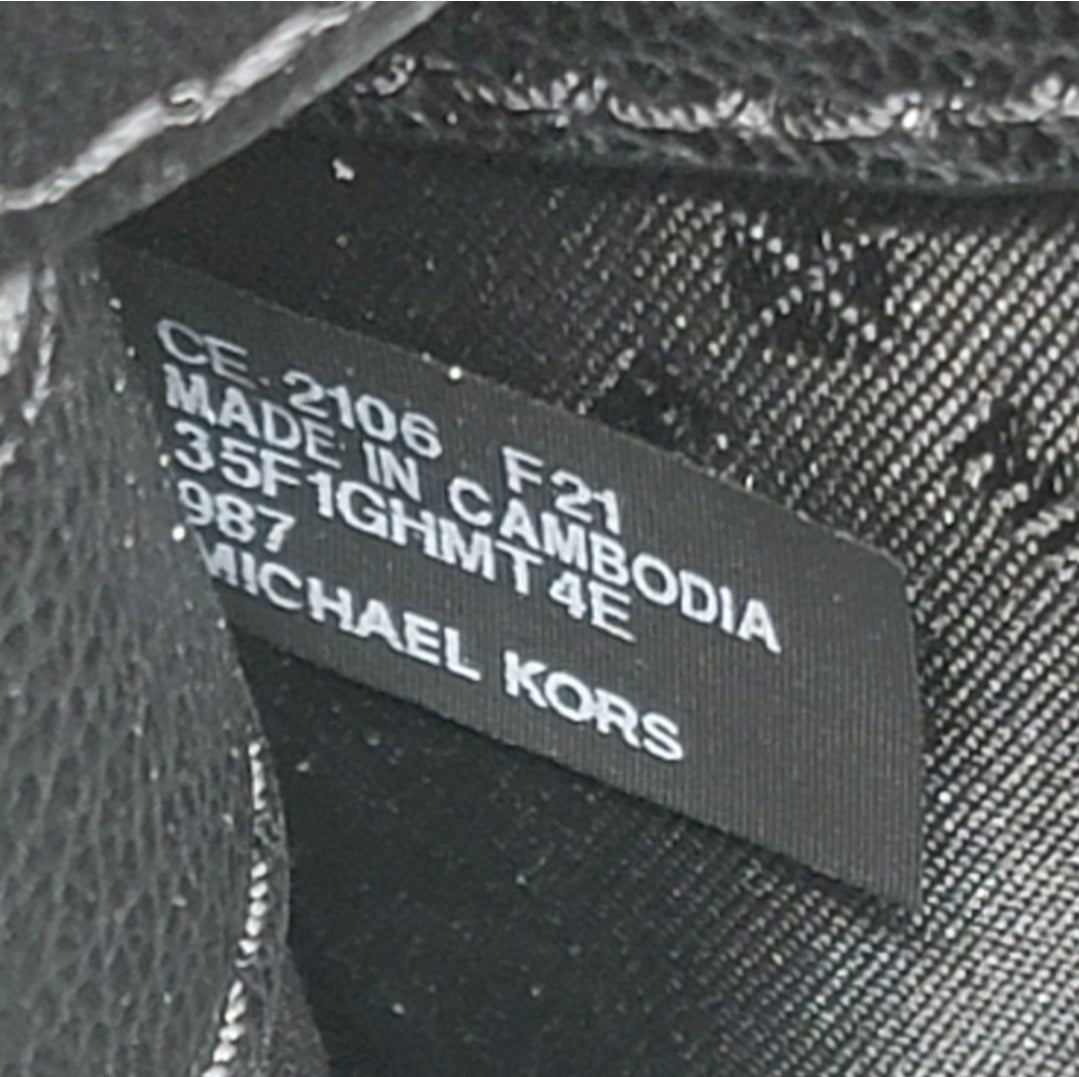 CE. 2106 F21
MADE IN CAMBODIA
35F1GHMT4E
987
MICHAEL KORS